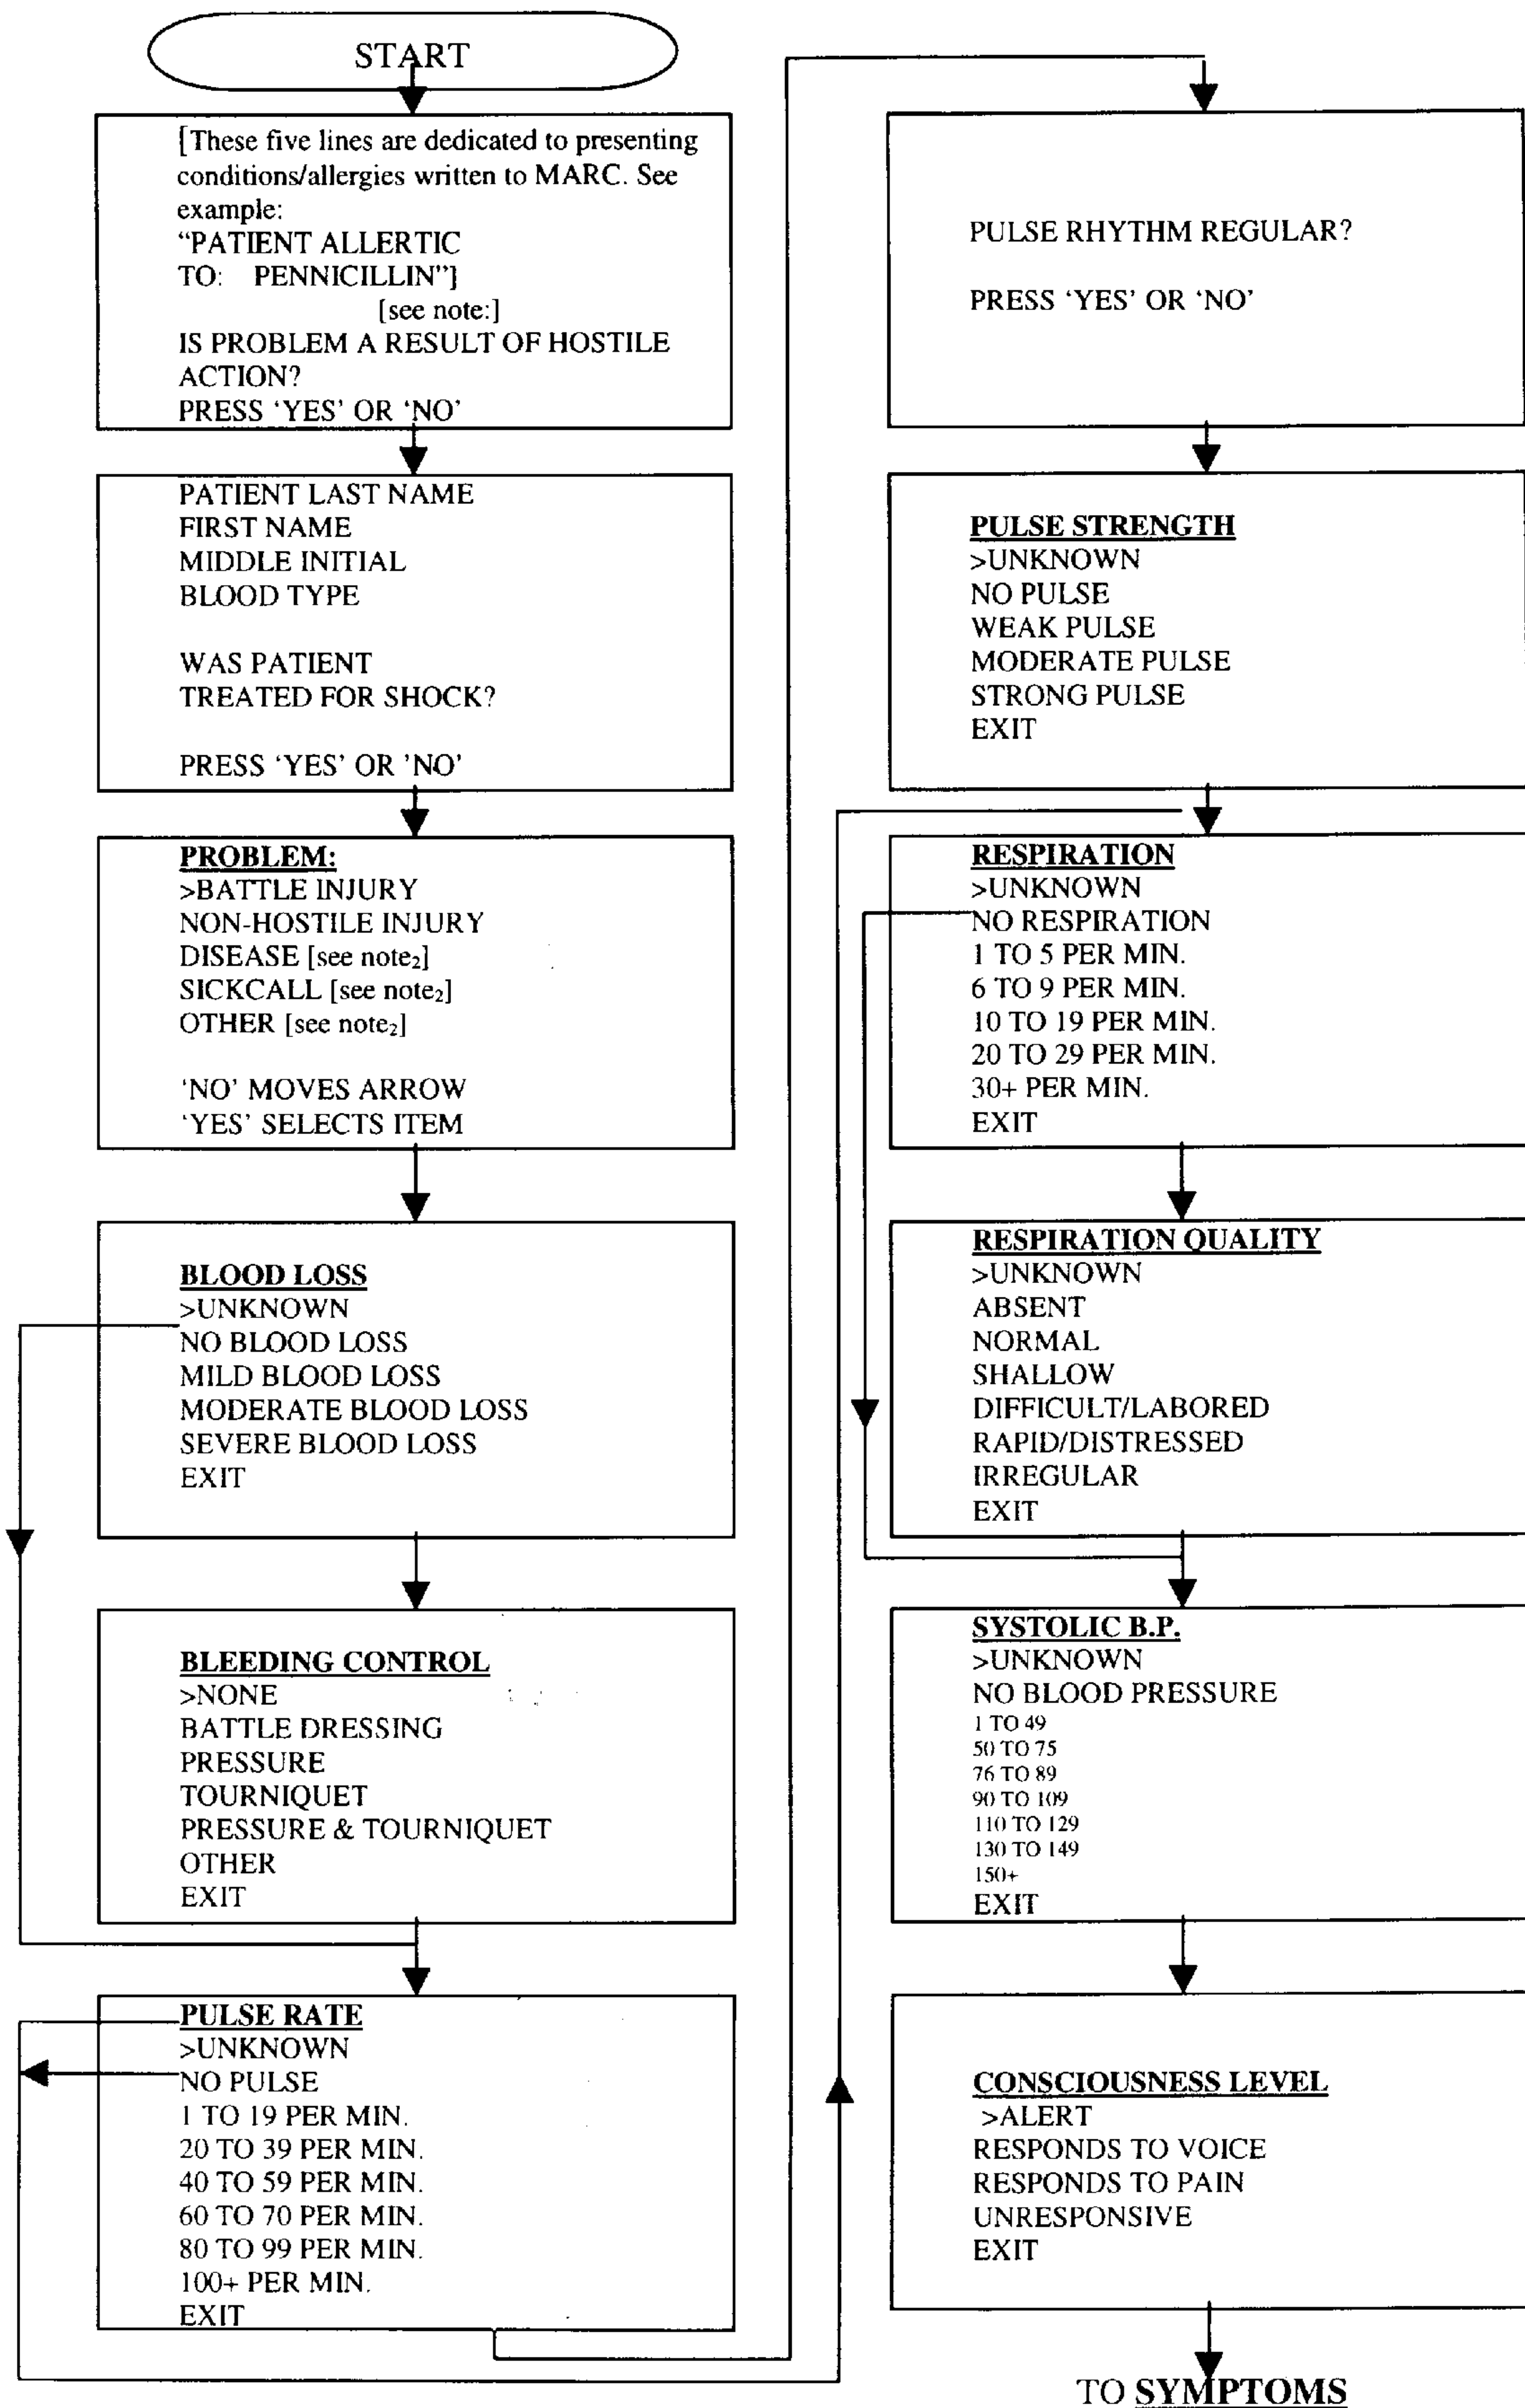 START
[These five lines are dedicated to presenting
conditions/allergies written to MARC. See
example:
“PATIENT ALLERTIC
TO: PENNICILLIN”]
[see note:]
IS PROBLEM A RESULT OF HOSTILE
ACTION?
PRESS ‘YES’ OR ‘NO’
PATIENT LAST NAME
FIRST NAME
MIDDLE INITIAL
BLOOD TYPE
WAS PATIENT
TREATED FOR SHOCK?
PRESS ‘YES’ OR ’NO’
PROBLEM:
>BATTLE INJURY
NON-HOSTILE INJURY
DISEASE [see note₂]
SICKCALL [see note₂]
OTHER [see note₂]
‘NO’ MOVES ARROW
‘YES’ SELECTS ITEM
BLOOD LOSS
>UNKNOWN
NO BLOOD LOSS
MILD BLOOD LOSS
MODERATE BLOOD LOSS
SEVERE BLOOD LOSS
EXIT
BLEEDING CONTROL
>NONE
BATTLE DRESSING
PRESSURE
TOURNIQUET
PRESSURE & TOURNIQUET
OTHER
EXIT
PULSE RATE
>UNKNOWN
NO PULSE
1 TO 19 PER MIN.
20 TO 39 PER MIN.
40 TO 59 PER MIN.
60 TO 70 PER MIN.
80 TO 99 PER MIN.
100+ PER MIN.
EXIT
PULSE RHYTHM REGULAR?
PRESS ‘YES’ OR ‘NO’
PULSE STRENGTH
>UNKNOWN
NO PULSE
WEAK PULSE
MODERATE PULSE
STRONG PULSE
EXIT
RESPIRATION
>UNKNOWN
NO RESPIRATION
1 TO 5 PER MIN.
6 TO 9 PER MIN.
10 TO 19 PER MIN.
20 TO 29 PER MIN.
30+ PER MIN.
EXIT
RESPIRATION QUALITY
>UNKNOWN
ABSENT
NORMAL
SHALLOW
DIFFICULT/LABORED
RAPID/DISTRESSED
IRREGULAR
EXIT
SYSTOLIC B.P.
>UNKNOWN
NO BLOOD PRESSURE
1 TO 49
50 TO 75
76 TO 89
90 TO 109
110 TO 129
130 TO 149
150+
EXIT
CONSCIOUSNESS LEVEL
>ALERT
RESPONDS TO VOICE
RESPONDS TO PAIN
UNRESPONSIVE
EXIT
TO SYMPTOMS